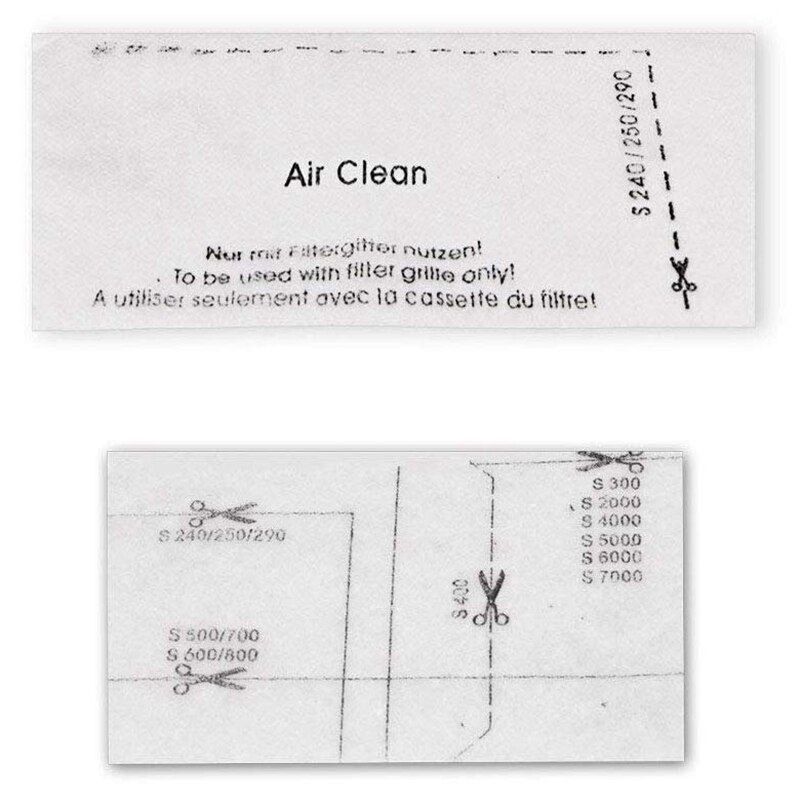 S 240/250/290
Air Clean
Nur mit Filtergitter nutzen!
To be used with filter grille only!
A utiliser seulement avec la cassette du filtre!
S 300
S 2000
S 4000
S 5000
S 6000
S 7000
S 240/250/290
S 400
S 500/700
S 600/800